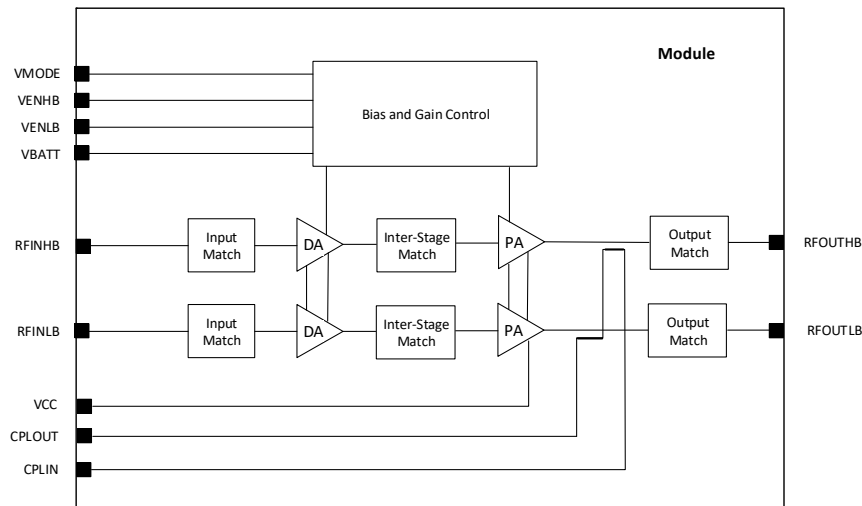 Module
VMODE
VENHB
VENLB
VBATT
Bias and Gain Control
RFINHB
Input
Match
DA
Inter-Stage
Match
PA
Output
Match
RFOUTHB
RFINLB
Input
Match
DA
Inter-Stage
Match
PA
Output
Match
RFOUTLB
VCC
CPLOUT
CPLIN